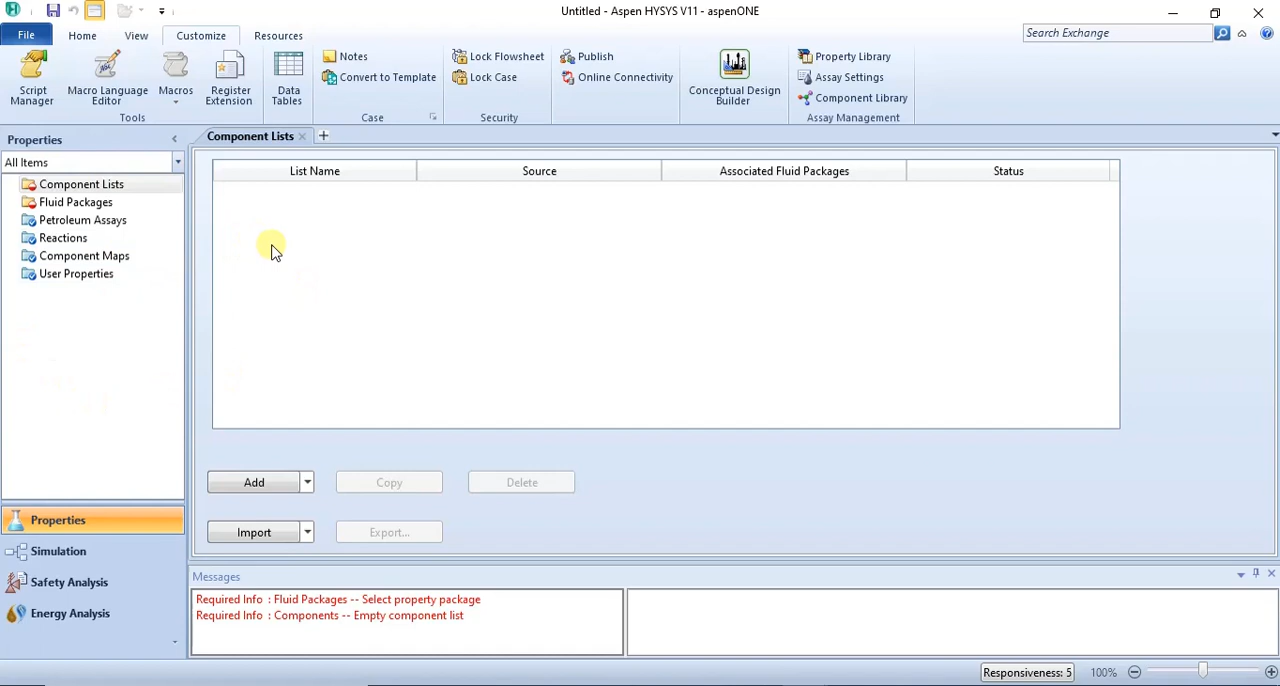 Untitled - Aspen HYSYS V11 - aspenONE
File Home View Customize Resources
Search Exchange
Script Manager
Macro Language Editor
Macros
Register Extension
Tools
Data Tables
Notes
Convert to Template
Case
Lock Flowsheet
Lock Case
Security
Publish
Online Connectivity
Conceptual Design Builder
Property Library
Assay Settings
Component Library
Assay Management
Properties
All Items
Component Lists
Fluid Packages
Petroleum Assays
Reactions
Component Maps
User Properties
Properties
Simulation
Safety Analysis
Energy Analysis
Component Lists
List Name Source Associated Fluid Packages Status
Add Copy Delete
Import Export...
Messages
Required Info : Fluid Packages -- Select property package
Required Info : Components -- Empty component list
Responsiveness: 5 100%